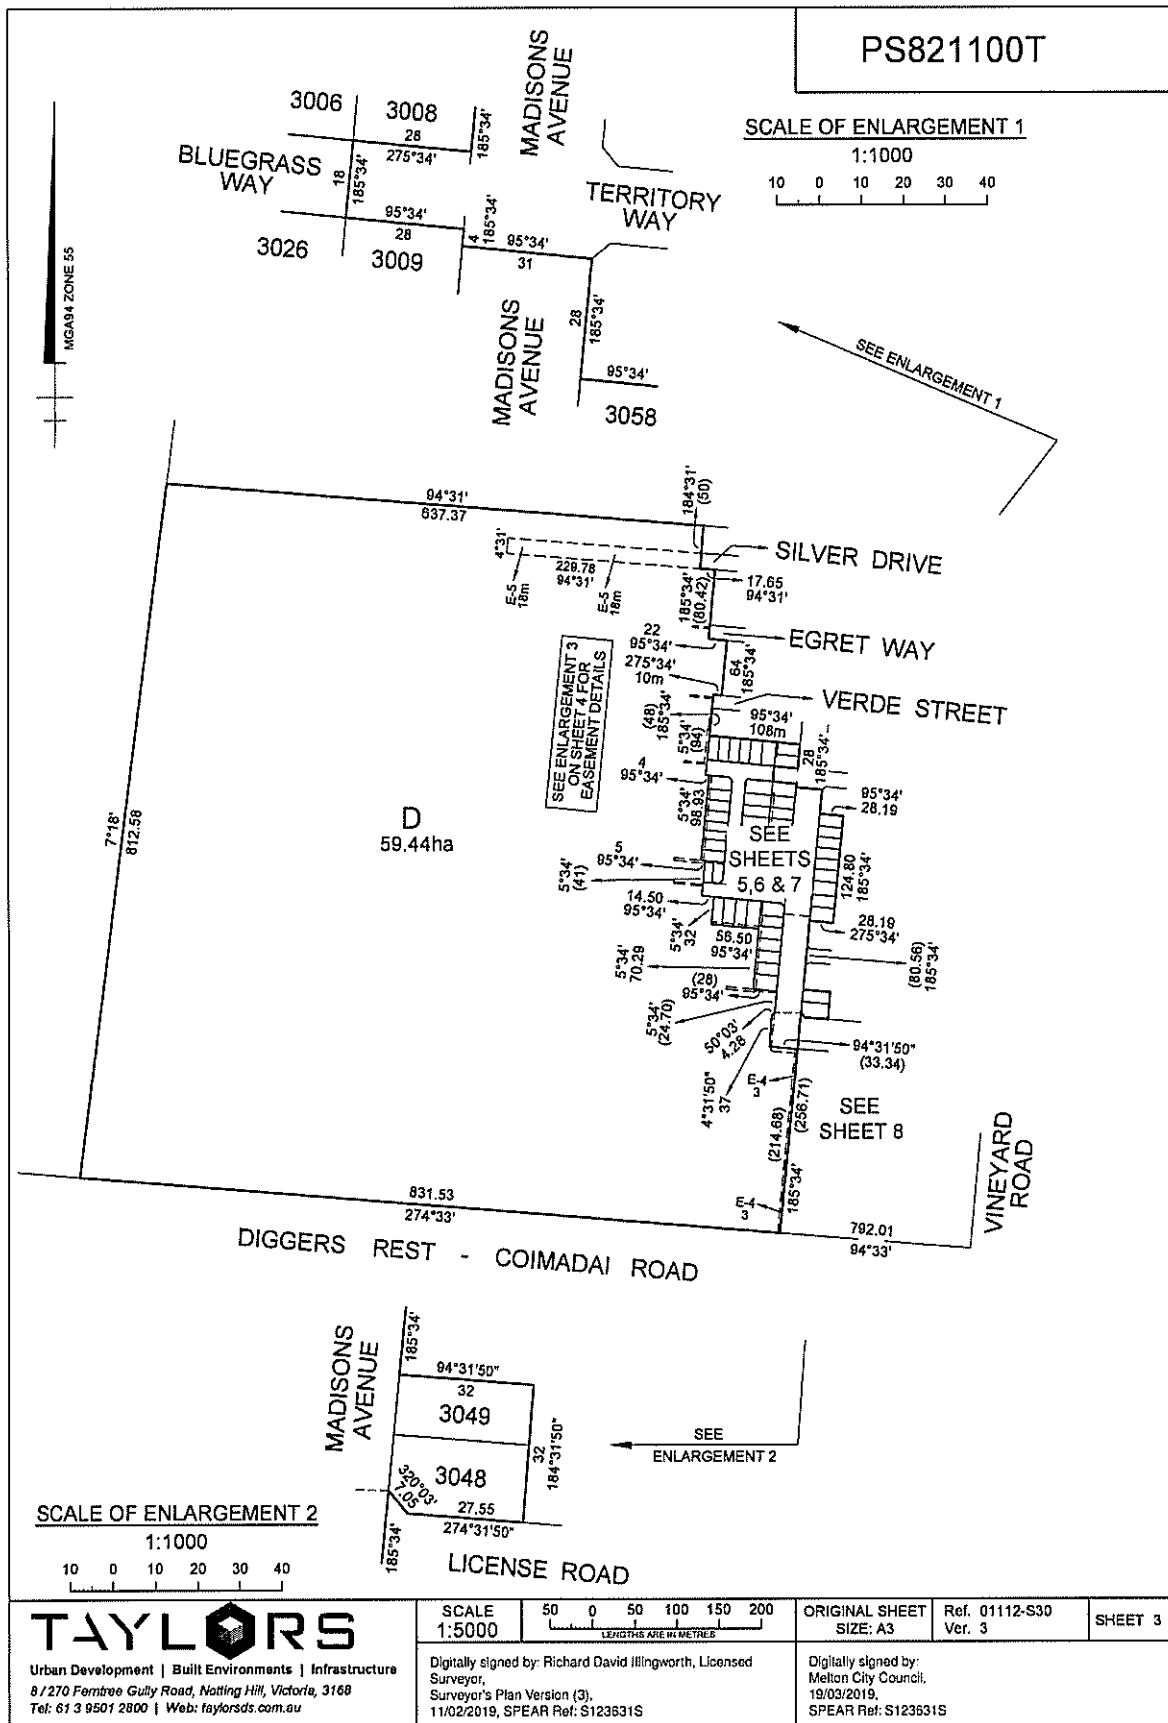 PS821100T
MADISONS
AVENUE
3006
3008
28
275°34'
185°34'
SCALE OF ENLARGEMENT 1
1:1000
10 0 10 20 30 40
BLUEGRASS
WAY
18
185°34'
TERRITORY
WAY
95°34'
28
4
185°34'
95°34'
31
3026
3009
MGA94 ZONE 55
MADISONS
AVENUE
28
185°34'
95°34'
3058
SEE ENLARGEMENT 1
94°31'
637.37
184°31'
(50)
SILVER DRIVE
4°31'
E-5
18m
229.78
94°31'
E-5
18m
17.65
94°31'
185°34'
(80.42)
22
95°34'
EGRET WAY
275°34'
10m
64
185°34'
VERDE STREET
SEE ENLARGEMENT 3
ON SHEET 4 FOR
EASEMENT DETAILS
(48)
185°34'
95°34'
108m
5°34'
(94)
28
185°34'
4
95°34'
95°34'
28.19
5°34'
98.93
D
59.44ha
7°18'
812.58
SEE
SHEETS
5,6 & 7
124.80
185°34'
5
95°34'
5°34'
(41)
14.50
95°34'
28.19
275°34'
5°34'
32
56.50
95°34'
5°34'
70.29
(80.56)
185°34'
(28)
95°34'
5°34'
(24.70)
50°03'
4.28
94°31'50"
(33.34)
4°31'50"
37
E-4
3
(214.68)
(256.71)
SEE
SHEET 8
185°34'
E-4
3
VINEYARD
ROAD
831.53
274°33'
792.01
94°33'
DIGGERS REST - COIMADAI ROAD
MADISONS
AVENUE
185°34'
94°31'50"
32
3049
32
184°31'50"
3048
320°03'
7.05
27.55
274°31'50"
185°34'
LICENSE ROAD
SEE
ENLARGEMENT 2
SCALE OF ENLARGEMENT 2
1:1000
10 0 10 20 30 40
TAYLORS
Urban Development | Built Environments | Infrastructure
8 / 270 Ferntree Gully Road, Notting Hill, Victoria, 3168
Tel: 61 3 9501 2800 | Web: taylorsds.com.au
SCALE
1:5000
50 0 50 100 150 200
LENGTHS ARE IN METRES
ORIGINAL SHEET
SIZE: A3
Ref. 01112-S30
Ver. 3
SHEET 3
Digitally signed by: Richard David Illingworth, Licensed
Surveyor,
Surveyor's Plan Version (3),
11/02/2019, SPEAR Ref: S123631S
Digitally signed by:
Melton City Council,
19/03/2019,
SPEAR Ref: S123631S